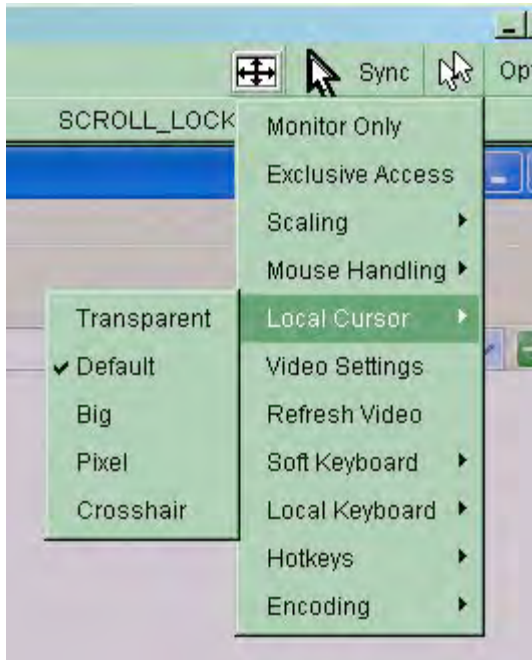 Sync
Op
SCROLL_LOCK
Monitor Only
Exclusive Access
Scaling
Mouse Handling
Local Cursor
Video Settings
Refresh Video
Soft Keyboard
Local Keyboard
Hotkeys
Encoding
Transparent
Default
Big
Pixel
Crosshair